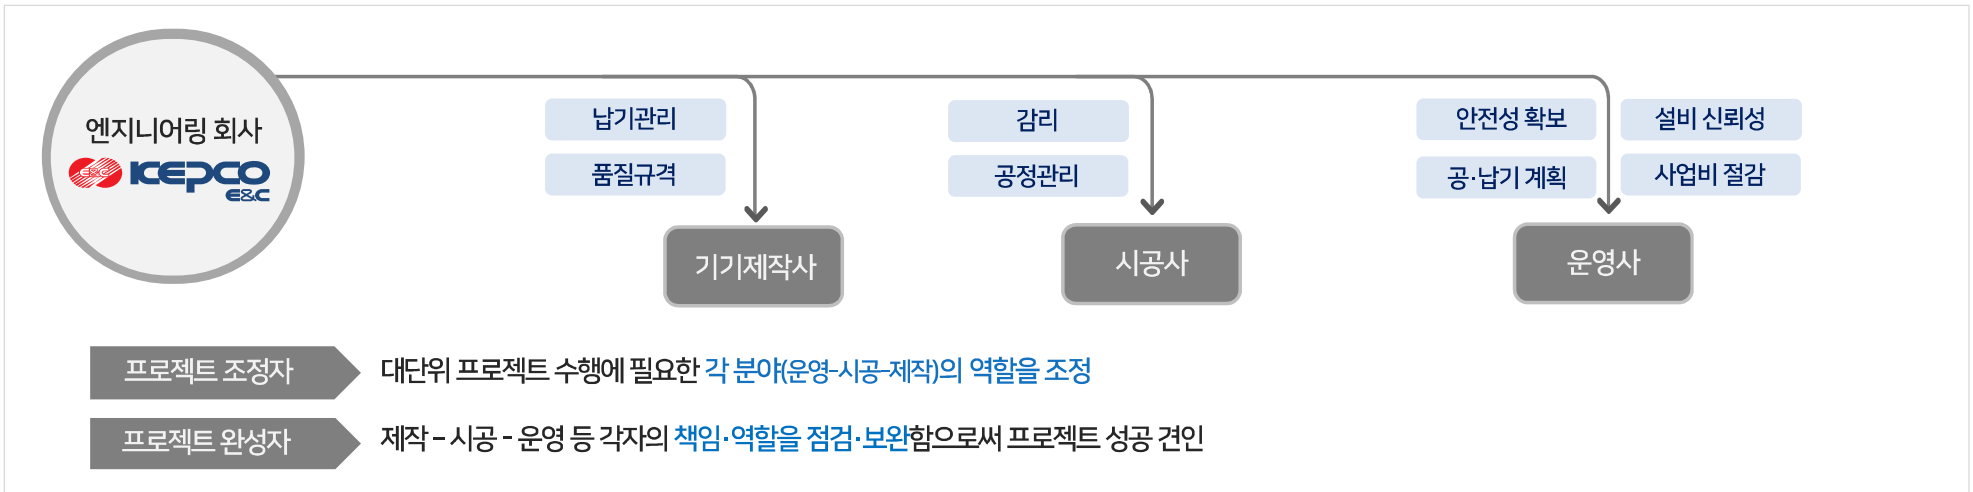 엔지니어링 회사
E&C KEPCO
E&C
납기관리
품질규격
기기제작사
감리
공정관리
시공사
안전성 확보
설비 신뢰성
공·납기 계획
사업비 절감
운영사
프로젝트 조정자
대단위 프로젝트 수행에 필요한 각 분야(운영-시공-제작)의 역할을 조정
프로젝트 완성자
제작 – 시공 - 운영 등 각자의 책임·역할을 점검·보완함으로써 프로젝트 성공 견인